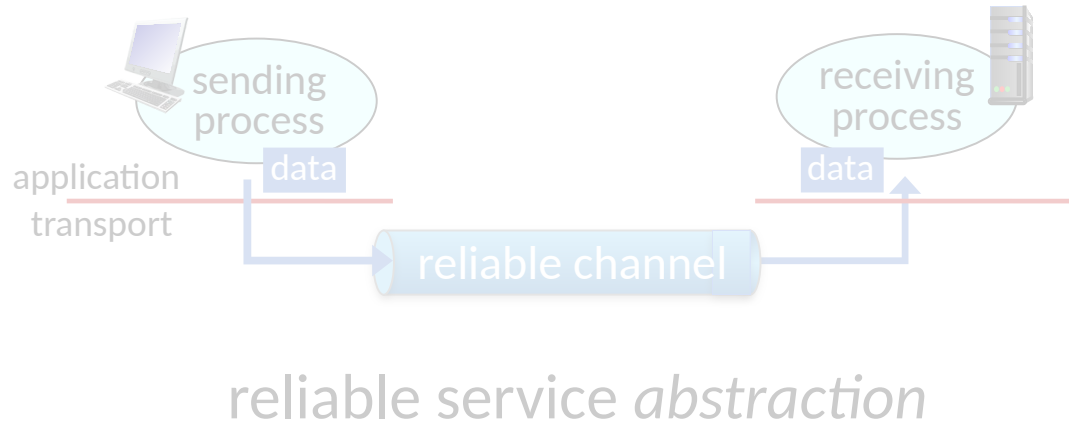 sending
process
receiving
process
data
data
application
transport
reliable channel
reliable service abstraction